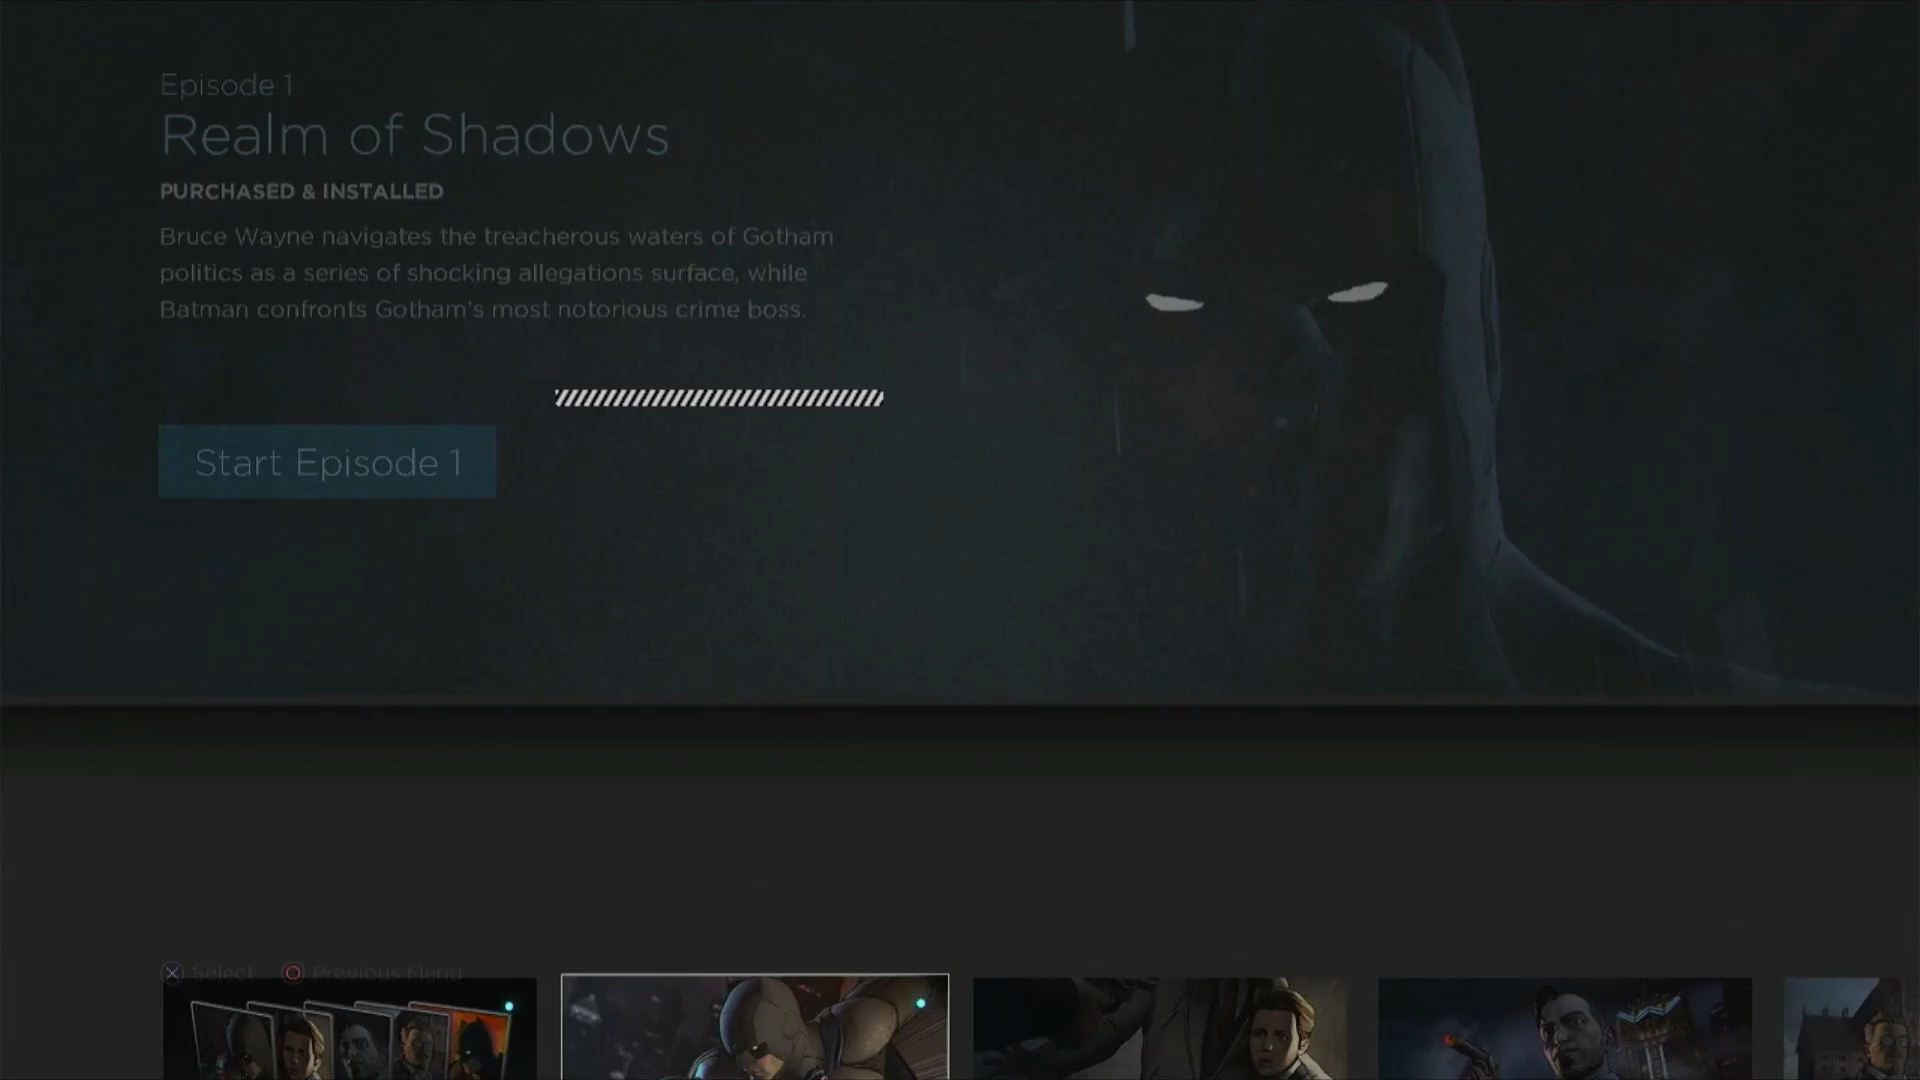 Episode 1
Realm of Shadows
PURCHASED & INSTALLED
Bruce Wayne navigates the treacherous waters of Gotham
politics as a series of shocking allegations surface, while
Batman confronts Gotham's most notorious crime boss.
Start Episode 1
Select Previous Menu